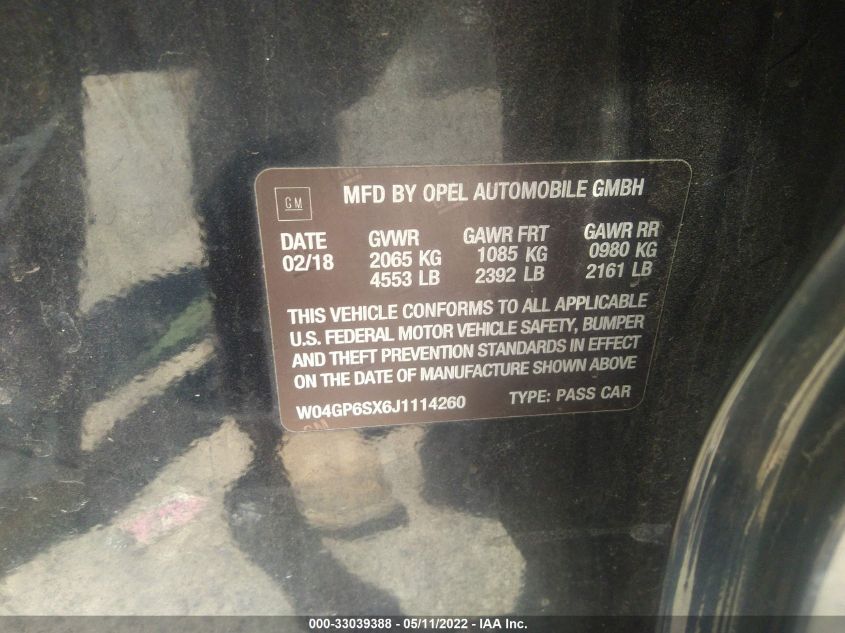 GM
MFD BY OPEL AUTOMOBILE GMBH
DATE GVWR GAWR FRT GAWR RR
02/18 2065 KG 1085 KG 0980 KG
4553 LB 2392 LB 2161 LB
THIS VEHICLE CONFORMS TO ALL APPLICABLE
U.S. FEDERAL MOTOR VEHICLE SAFETY, BUMPER
AND THEFT PREVENTION STANDARDS IN EFFECT
ON THE DATE OF MANUFACTURE SHOWN ABOVE
W04GP6SX6J1114260 TYPE: PASS CAR
000-33039388 - 05/11/2022 - IAA Inc.